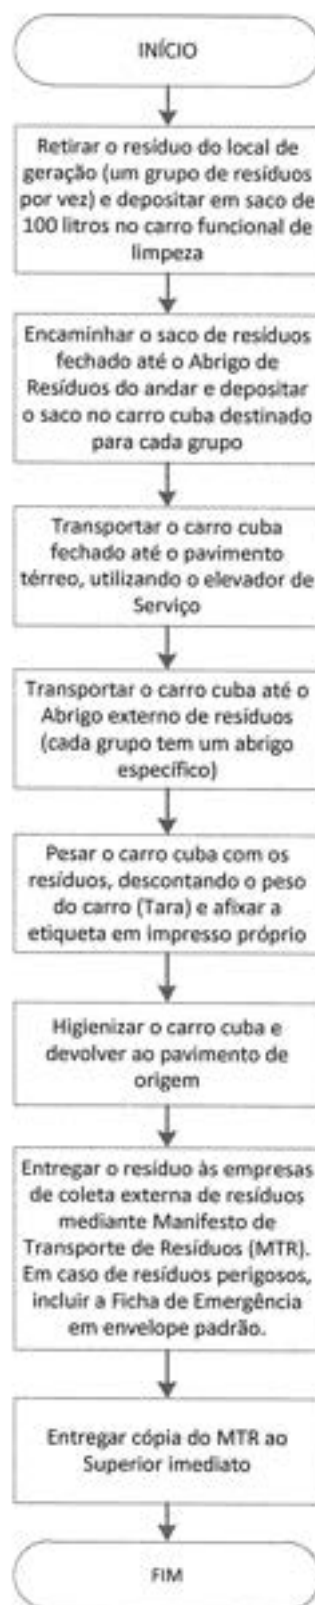 INÍCIO
Retirar o resíduo do local de
geração (um grupo de resíduos
por vez) e depositar em saco de
100 litros no carro funcional de
limpeza
Encaminhar o saco de resíduos
fechado até o Abrigo de
Resíduos do andar e depositar
o saco no carro cuba destinado
para cada grupo
Transportar o carro cuba
fechado até o pavimento
térreo, utilizando o elevador de
Serviço
Transportar o carro cuba até o
Abrigo externo de resíduos
(cada grupo tem um abrigo
específico)
Pesar o carro cuba com os
resíduos, descontando o peso
do carro (Tara) e afixar a
etiqueta em impresso próprio
Higienizar o carro cuba e
devolver ao pavimento de
origem
Entregar o resíduo às empresas
de coleta externa de resíduos
mediante Manifesto de
Transporte de Resíduos (MTR).
Em caso de resíduos perigosos,
incluir a Ficha de Emergência
em envelope padrão.
Entregar cópia do MTR ao
Superior imediato
FIM